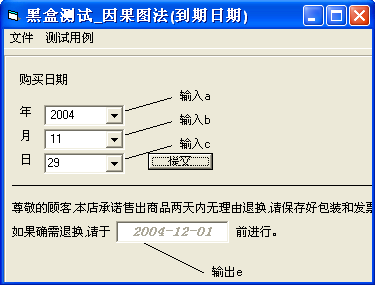 黑盒测试_因果图法(到期日期)
文件 测试用例
购买日期
年 2004 输入a
月 11 输入b
日 29 输入c
提交
尊敬的顾客,本店承诺售出商品两天内无理由退换,请保存好包装和发票
如果确需退换,请于 2004-12-01 前进行。
输出e